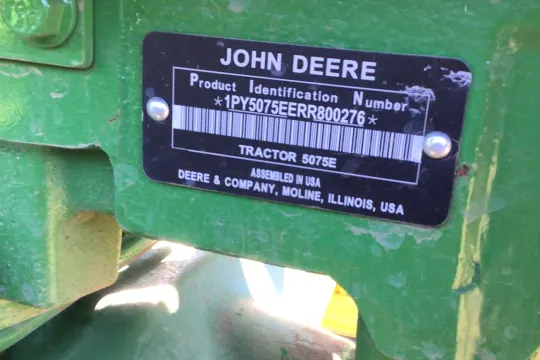 JOHN DEERE
Product Identification Number
*1PY5075EERR800276*
TRACTOR 5075E
ASSEMBLED IN USA
DEERE & COMPANY, MOLINE, ILLINOIS, USA